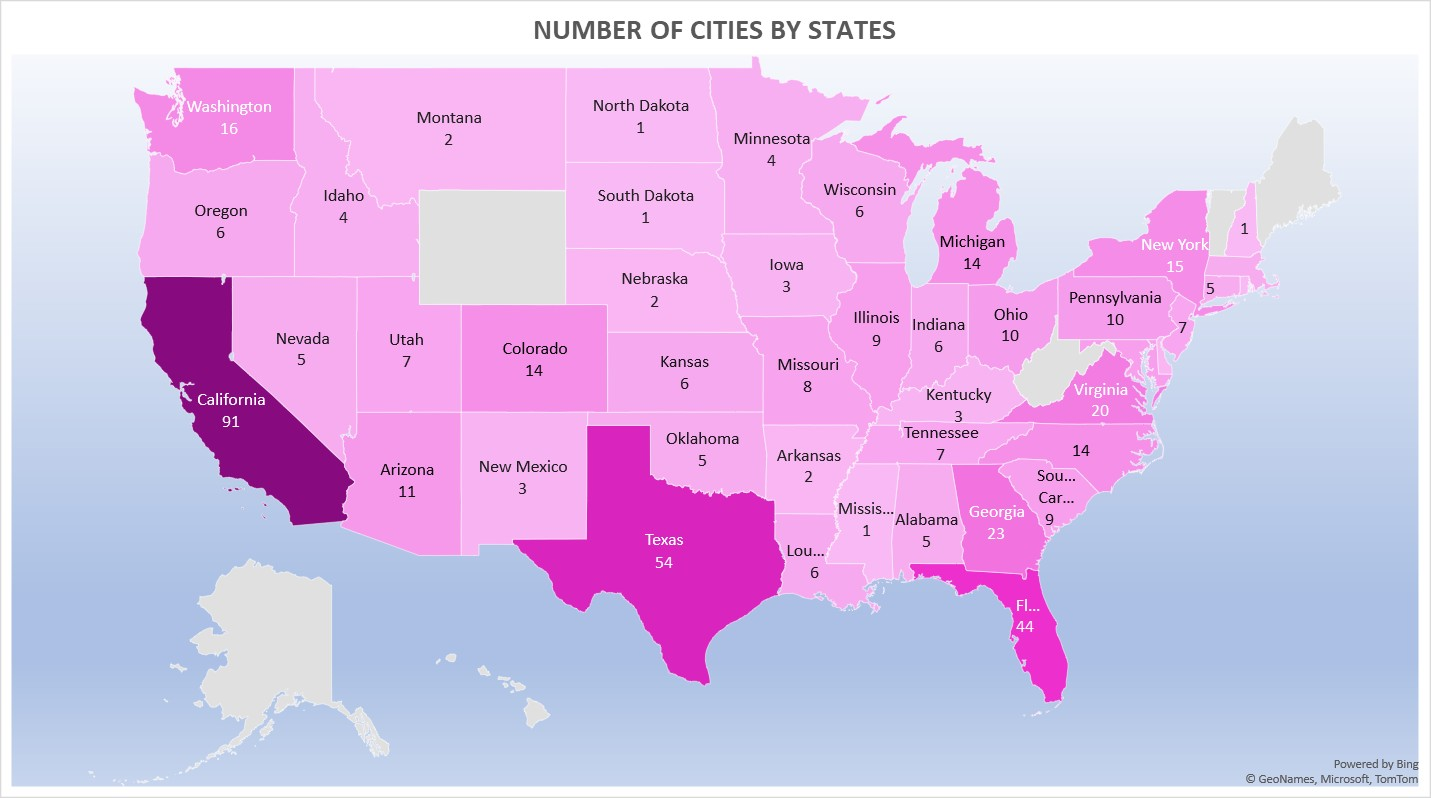 NUMBER OF CITIES BY STATES
Washington
16
Montana
2
North Dakota
1
Minnesota
4
Idaho
4
Oregon
6
South Dakota
1
Wisconsin
6
Michigan
14
New York
15
1
5
Nebraska
2
Iowa
3
Illinois
9
Indiana
6
Ohio
10
Pennsylvania
10
7
Nevada
5
Utah
7
Colorado
14
Kansas
6
Missouri
8
Kentucky
3
Virginia
20
California
91
Arizona
11
New Mexico
3
Oklahoma
5
Arkansas
2
Tennessee
7
14
Sou...
Car...
9
Texas
54
Lou...
6
Missis...
1
Alabama
5
Georgia
23
Fl...
44
Powered by Bing
© GeoNames, Microsoft, TomTom